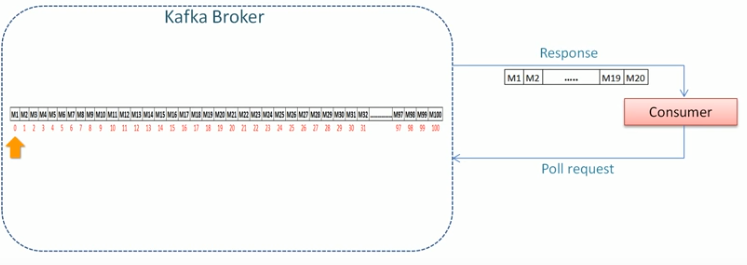 Kafka Broker
Response
M1 M2 ..... M19 M20
M1 M2 M3 M4 M5 M6 M7 M8 M9 M10 M11 M12 M13 M14 M15 M16 M17 M18 M19 M20 M21 M22 M23 M24 M25 M26 M27 M28 M29 M30 M31 M32 ............... M97 M98 M99 M100
0 1 2 3 4 5 6 7 8 9 10 11 12 13 14 15 16 17 18 19 20 21 22 23 24 25 26 27 28 29 30 31 97 98 99 100
Consumer
Poll request